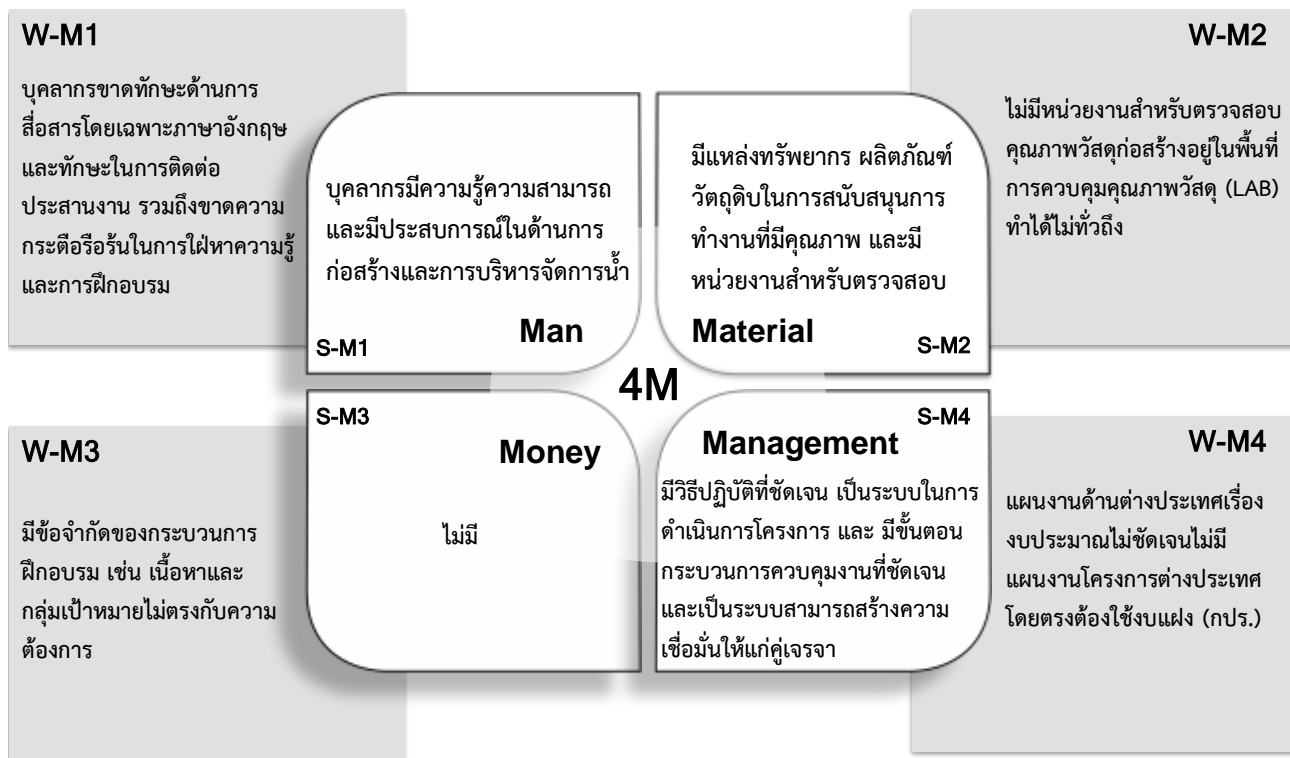 W-M1
บุคลากรขาดทักษะด้านการ
สื่อสารโดยเฉพาะภาษาอังกฤษ
และทักษะในการติดต่อ
ประสานงาน รวมถึงขาดความ
กระตือรือร้นในการใฝ่หาความรู้
และการฝึกอบรม
บุคลากรมีความรู้ความสามารถ
และมีประสบการณ์ในด้านการ
ก่อสร้างและการบริหารจัดการน้ำ
Man
S-M1
มีแหล่งทรัพยากร ผลิตภัณฑ์
วัตถุดิบในการสนับสนุนการ
ทำงานที่มีคุณภาพ และมี
หน่วยงานสำหรับตรวจสอบ
Material
S-M2
W-M2
ไม่มีหน่วยงานสำหรับตรวจสอบ
คุณภาพวัสดุก่อสร้างอยู่ในพื้นที่
การควบคุมคุณภาพวัสดุ (LAB)
ทำได้ไม่ทั่วถึง
4M
W-M3
มีข้อจำกัดของกระบวนการ
ฝึกอบรม เช่น เนื้อหาและ
กลุ่มเป้าหมายไม่ตรงกับความ
ต้องการ
S-M3
Money
ไม่มี
S-M4
Management
มีวิธีปฏิบัติที่ชัดเจน เป็นระบบในการ
ดำเนินการโครงการ และ มีขั้นตอน
กระบวนการควบคุมงานที่ชัดเจน
และเป็นระบบสามารถสร้างความ
เชื่อมั่นให้แก่คู่เจรจา
W-M4
แผนงานด้านต่างประเทศเรื่อง
งบประมาณไม่ชัดเจนไม่มี
แผนงานโครงการต่างประเทศ
โดยตรงต้องใช้งบแฝง (กปร.)